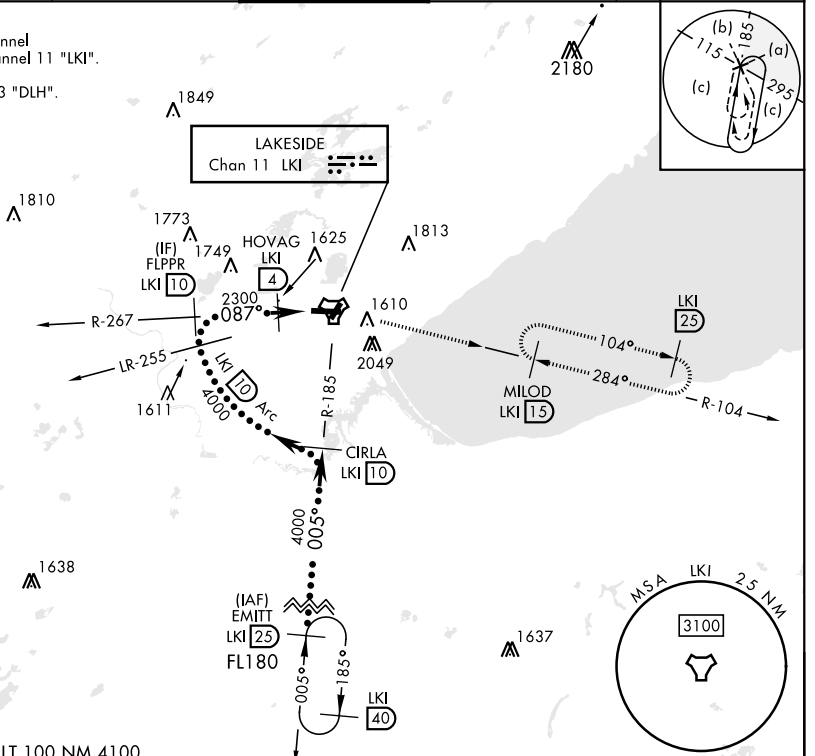 nnel
nnel 11 "LKI".
3 "DLH".
1849
2180
(b)
185
(a)
115
295
(c)
(c)
LAKESIDE
Chan 11 LKI
1810
1773
(IF)
FLPPR
LKI 10
1749
HOVAG
LKI
4
1625
1813
2300
087°
R-267
LR-255
1610
2049
LKI
25
104°
284°
MILOD
LKI 15
R-104
1611
LKI 10 Arc
4000
R-185
CIRLA
LKI 10
4000
005°
1638
(IAF)
EMITT
LKI 25
FL180
005°
185°
LKI
40
1637
MSA LKI 25 NM
3100
LT 100 NM 4100